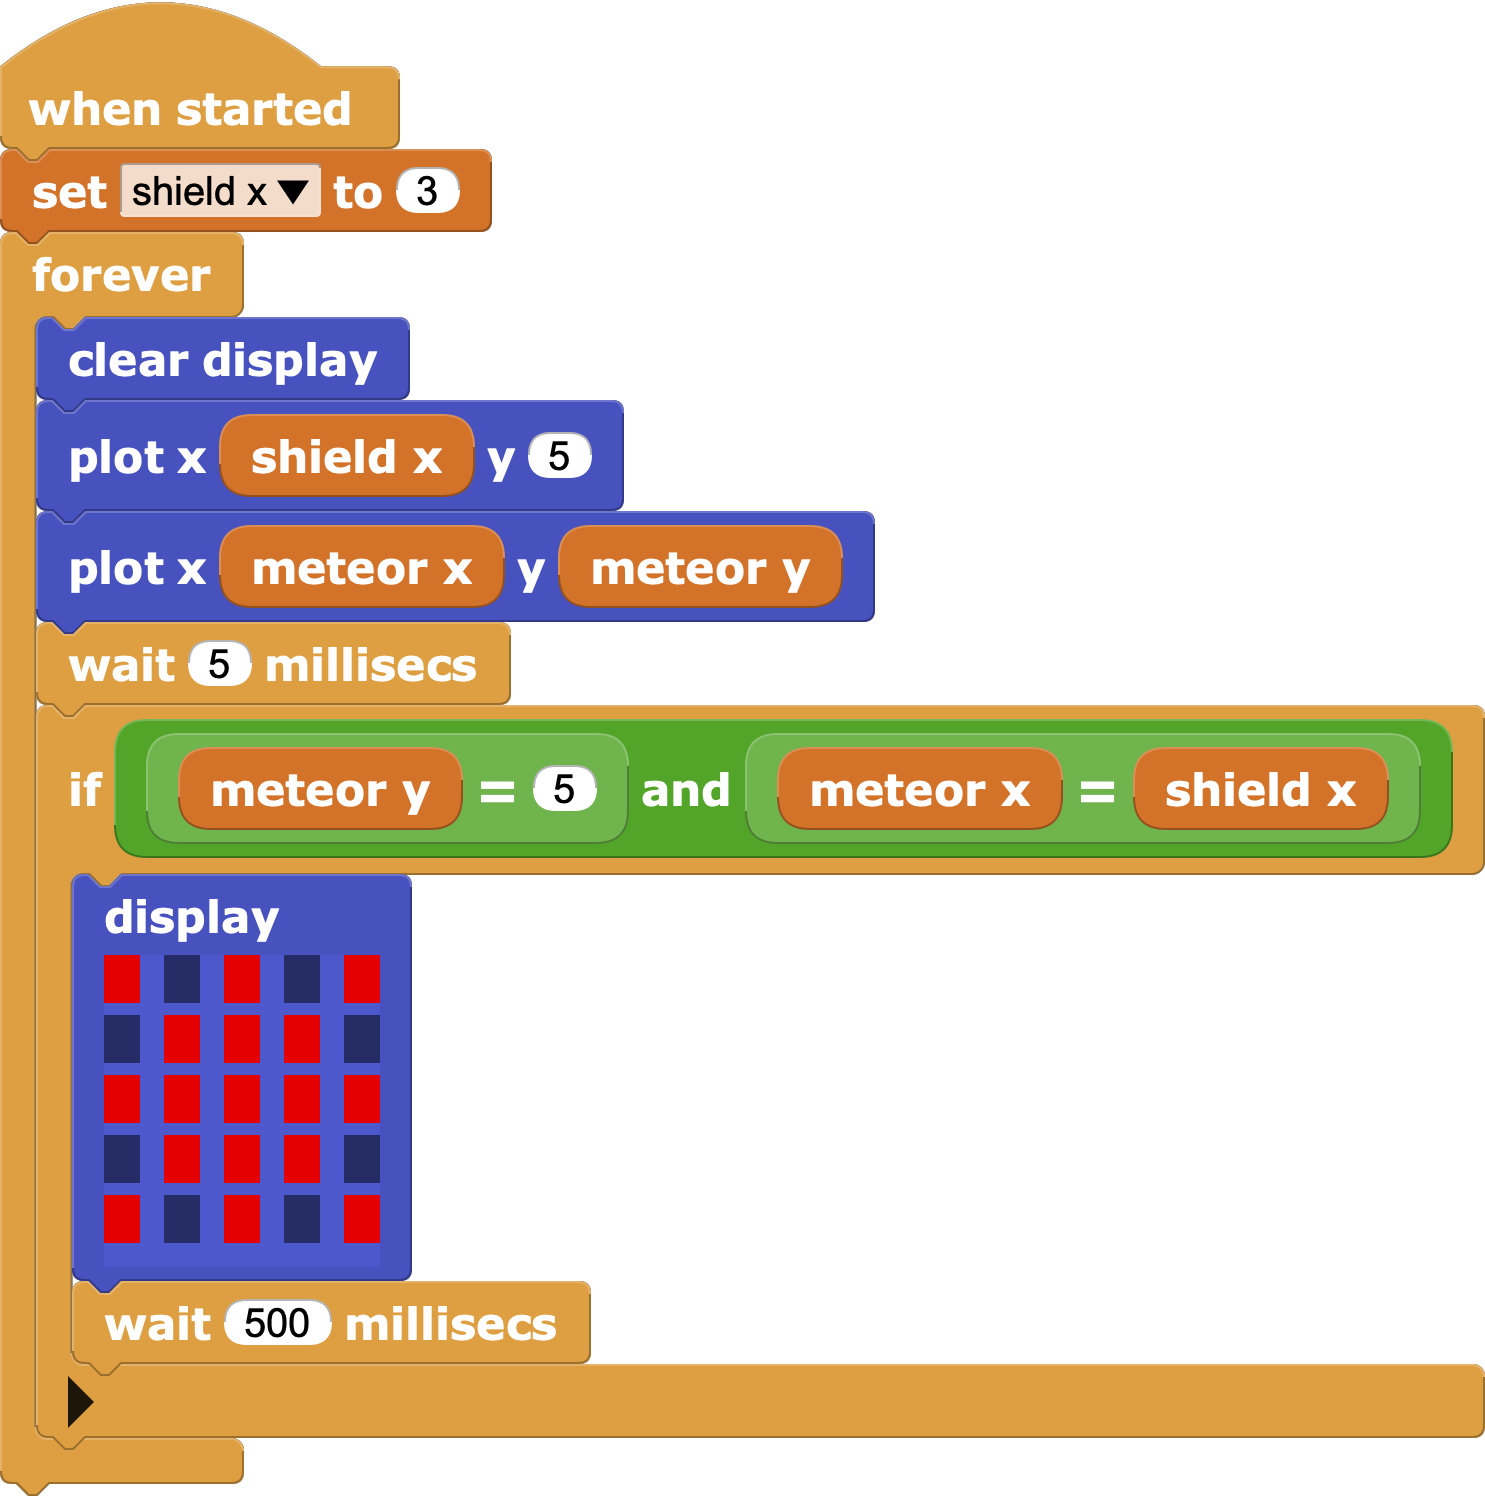 when started
set shield x to 3
forever
clear display
plot x shield x y 5
plot x meteor x y meteor y
wait 5 millisecs
if meteor y = 5 and meteor x = shield x
display
wait 500 millisecs